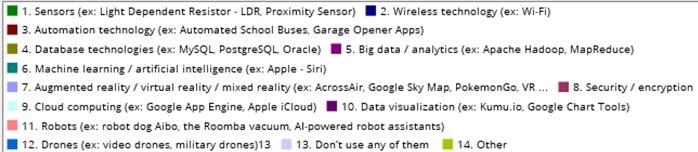 1. Sensors (ex: Light Dependent Resistor - LDR, Proximity Sensor) 2. Wireless technology (ex: Wi-Fi)
3. Automation technology (ex: Automated School Buses, Garage Opener Apps)
4. Database technologies (ex: MySQL, PostgreSQL, Oracle) 5. Big data / analytics (ex: Apache Hadoop, MapReduce)
6. Machine learning / artificial intelligence (ex: Apple - Siri)
7. Augmented reality / virtual reality / mixed reality (ex: AcrossAir, Google Sky Map, PokemonGo, VR ... 8. Security / encryption
9. Cloud computing (ex: Google App Engine, Apple iCloud) 10. Data visualization (ex: Kumu.io, Google Chart Tools)
11. Robots (ex: robot dog Aibo, the Roomba vacuum, AI-powered robot assistants)
12. Drones (ex: video drones, military drones)13 13. Don't use any of them 14. Other